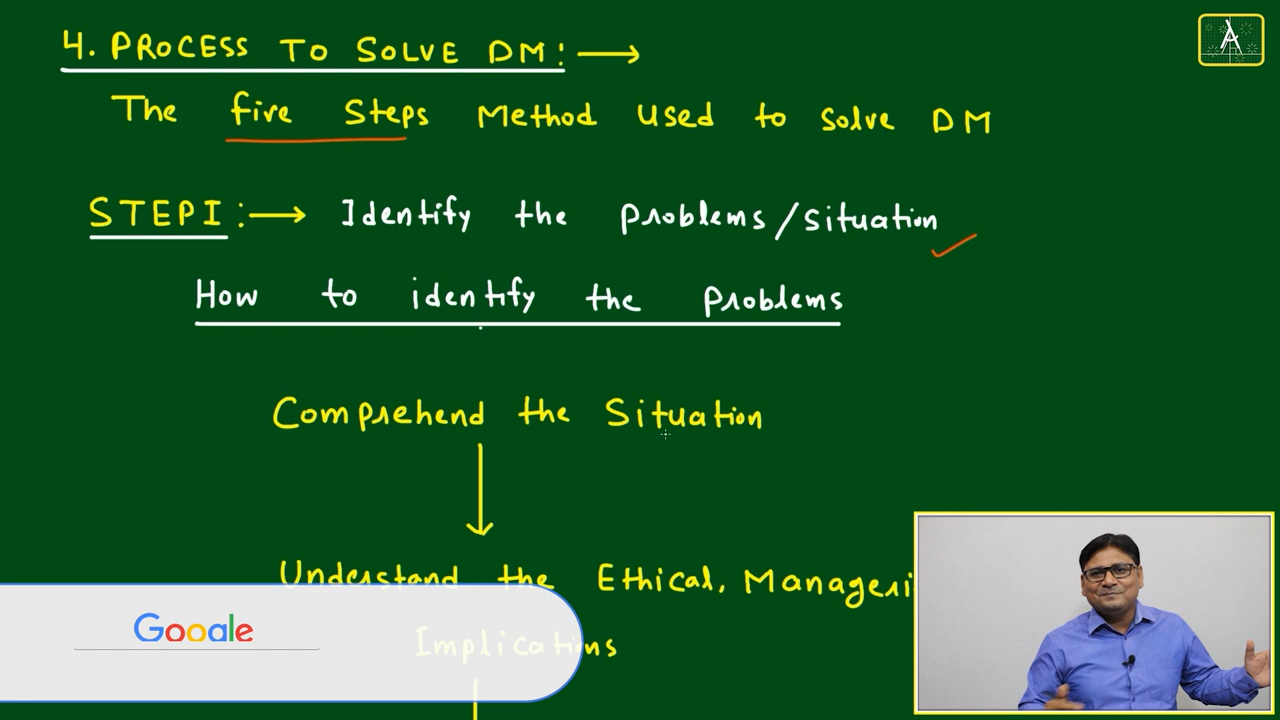 4. PROCESS TO SOLVE DM:⟶
The five Steps Method Used to Solve DM
STEPI:⟶ Identify the problems/situation
How to identify the Problems
Comprehend the Situation
Understand the Ethical, Manageri
Implications
Gooale
A